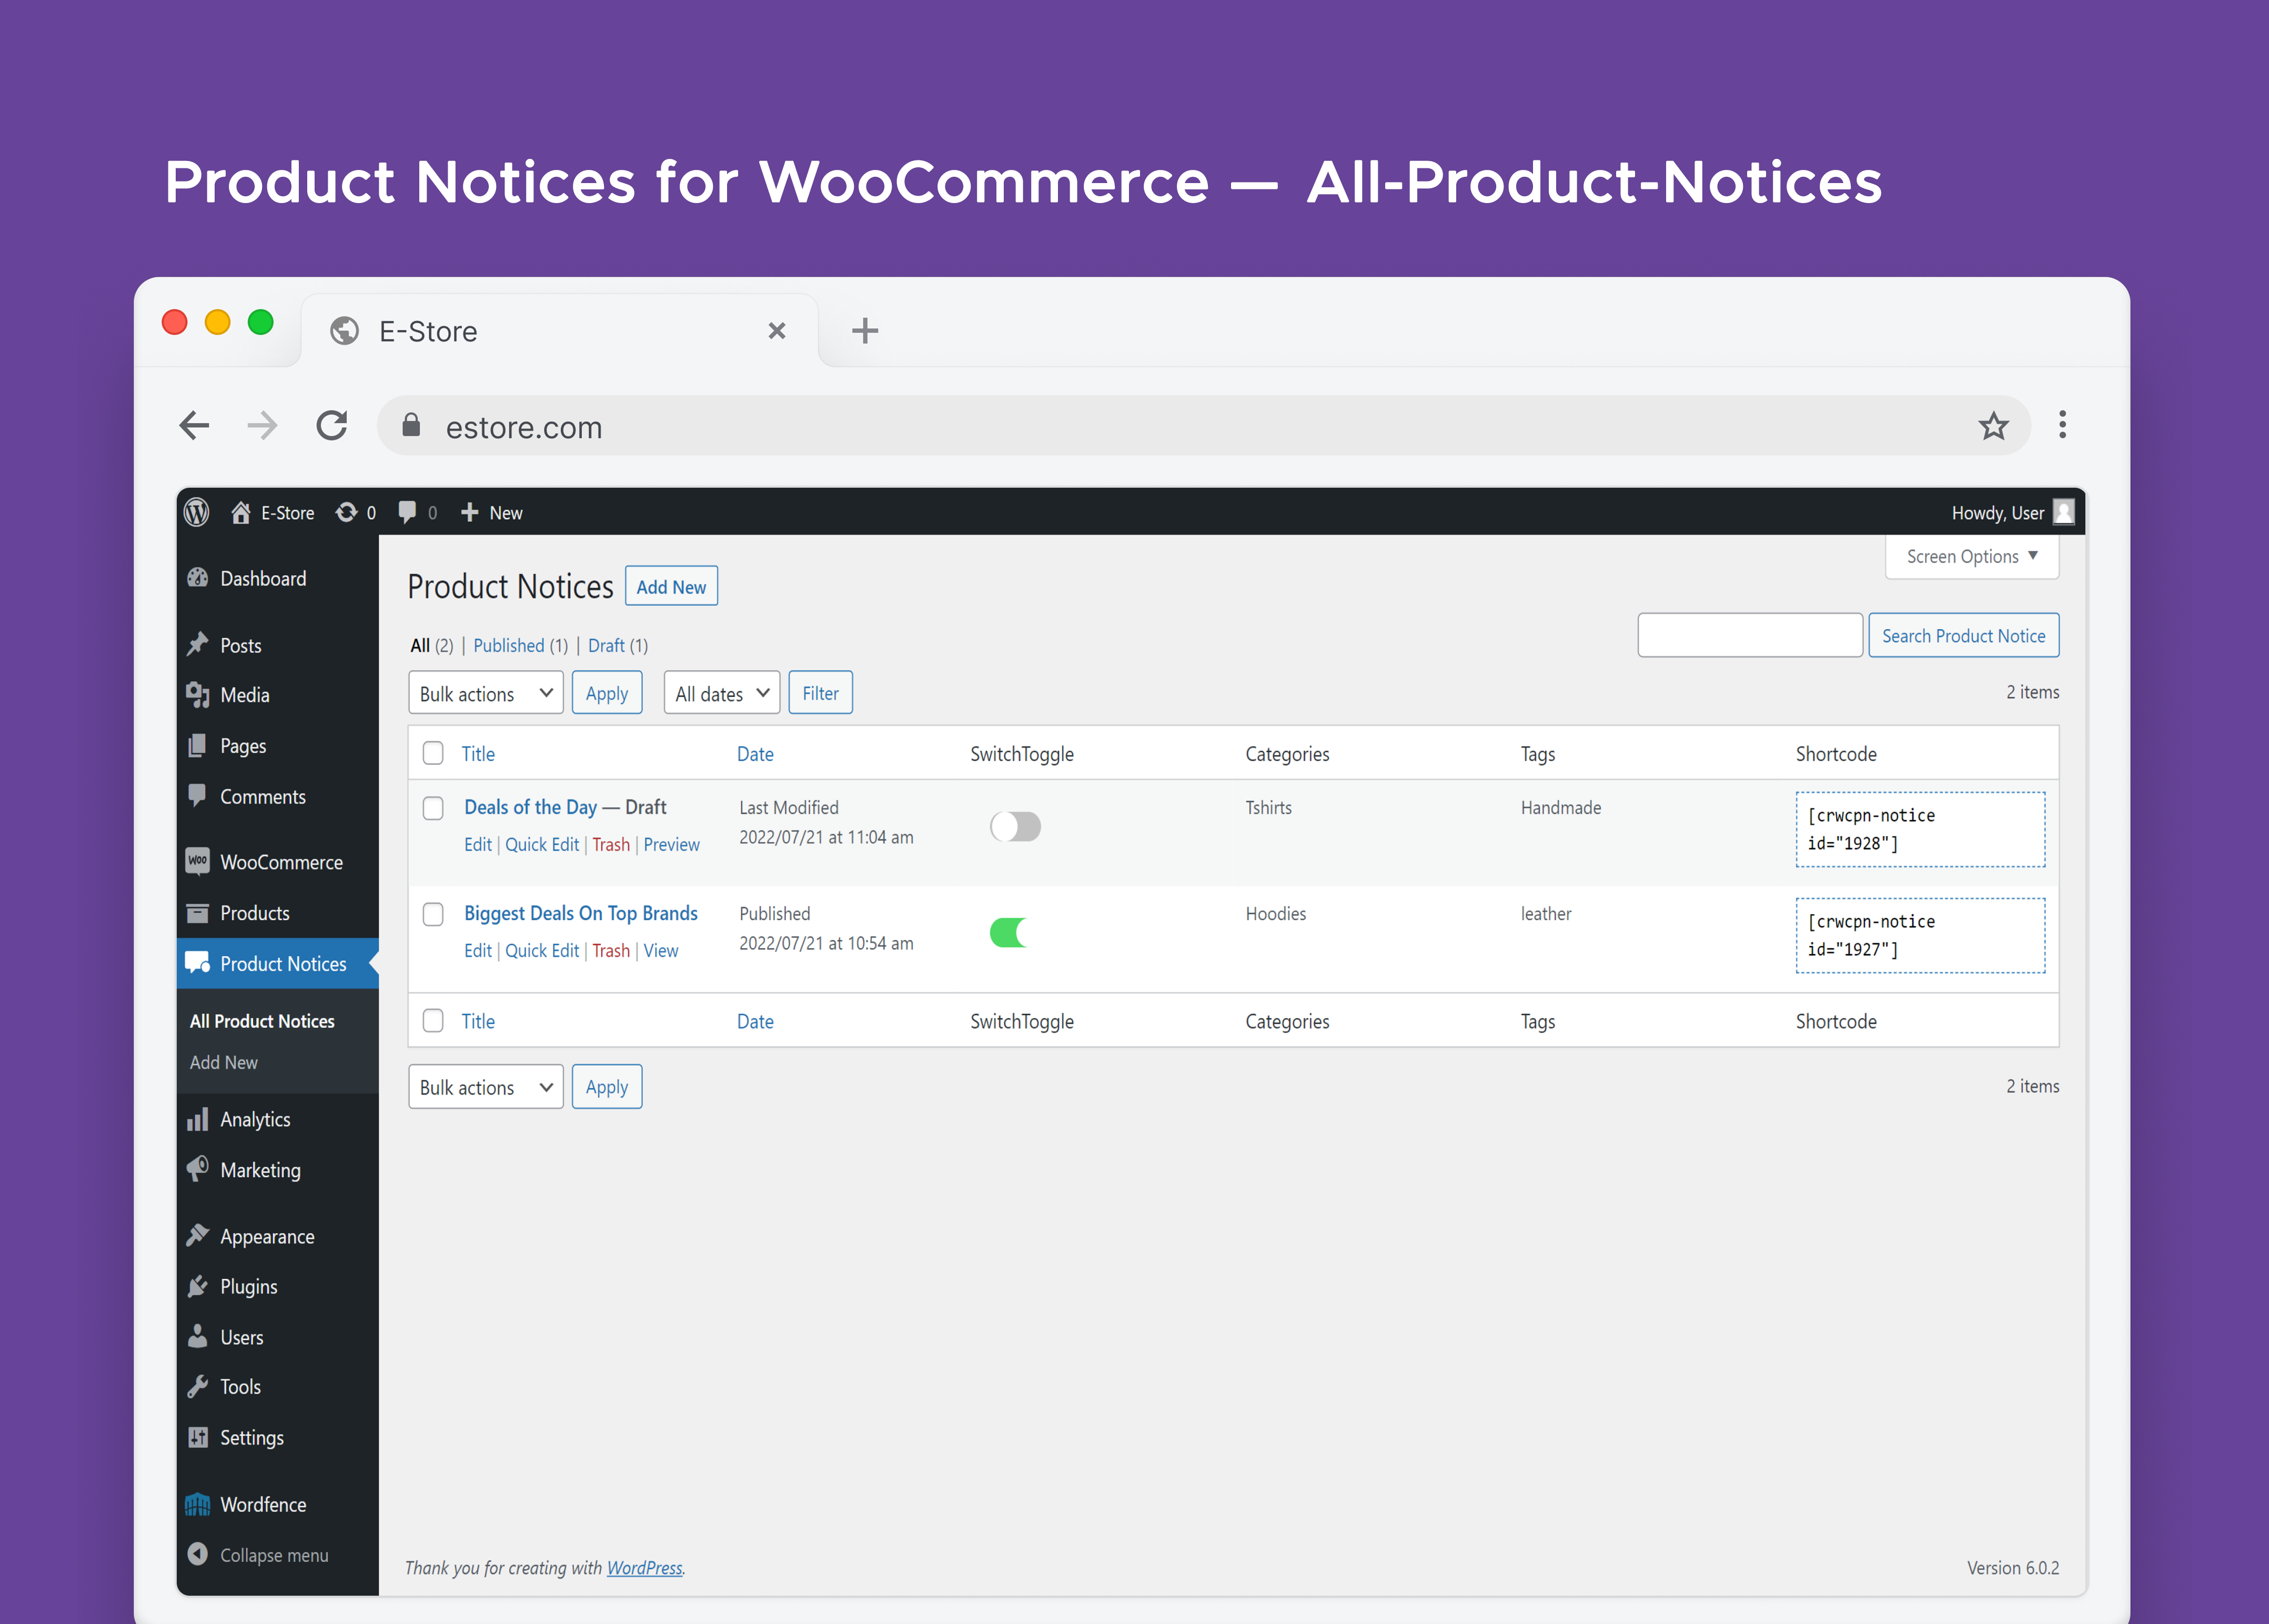 Product Notices for WooCommerce — All-Product-Notices
E-Store
estore.com
E-Store 0 0 New
Howdy, User
Dashboard
Posts
Media
Pages
Comments
Woo WooCommerce
Products
Product Notices
All Product Notices
Add New
Analytics
Marketing
Appearance
Plugins
Users
Tools
Settings
Wordfence
Collapse menu
Screen Options ▼
Product Notices Add New
Search Product Notice
All (2) | Published (1) | Draft (1)
Bulk actions Apply All dates Filter
2 items
Title Date SwitchToggle Categories Tags Shortcode
Deals of the Day — Draft
Edit | Quick Edit | Trash | Preview
Last Modified
2022/07/21 at 11:04 am
Tshirts
Handmade
[crwcpn-notice
id="1928"]
Biggest Deals On Top Brands
Edit | Quick Edit | Trash | View
Published
2022/07/21 at 10:54 am
Hoodies
leather
[crwcpn-notice
id="1927"]
Title Date SwitchToggle Categories Tags Shortcode
Bulk actions Apply
2 items
Thank you for creating with WordPress.
Version 6.0.2